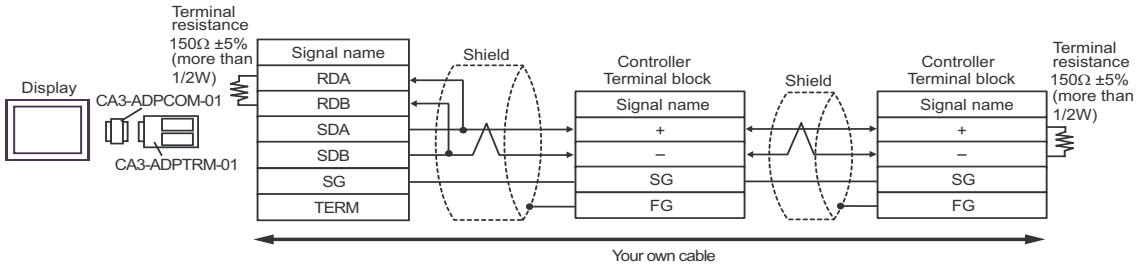 Terminal
resistance
150Ω ±5%
(more than
1/2W)
Display
CA3-ADPCOM-01
CA3-ADPTRM-01
Signal name
RDA
RDB
SDA
SDB
SG
TERM
Shield
Controller
Terminal block
Signal name
+
–
SG
FG
Shield
Controller
Terminal block
Signal name
+
–
SG
FG
Terminal
resistance
150Ω ±5%
(more than
1/2W)
Your own cable